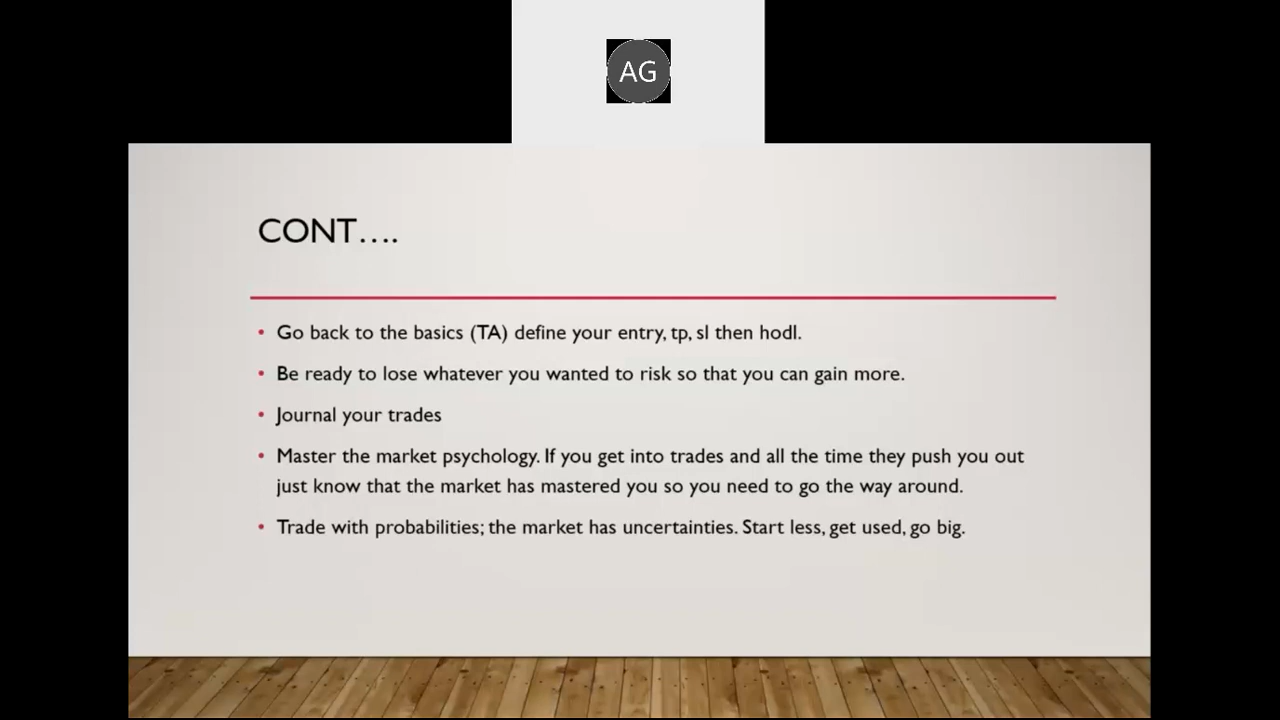 AG
CONT....
• Go back to the basics (TA) define your entry, tp, sl then hodl.
• Be ready to lose whatever you wanted to risk so that you can gain more.
• Journal your trades
• Master the market psychology. If you get into trades and all the time they push you out
just know that the market has mastered you so you need to go the way around.
• Trade with probabilities; the market has uncertainties. Start less, get used, go big.